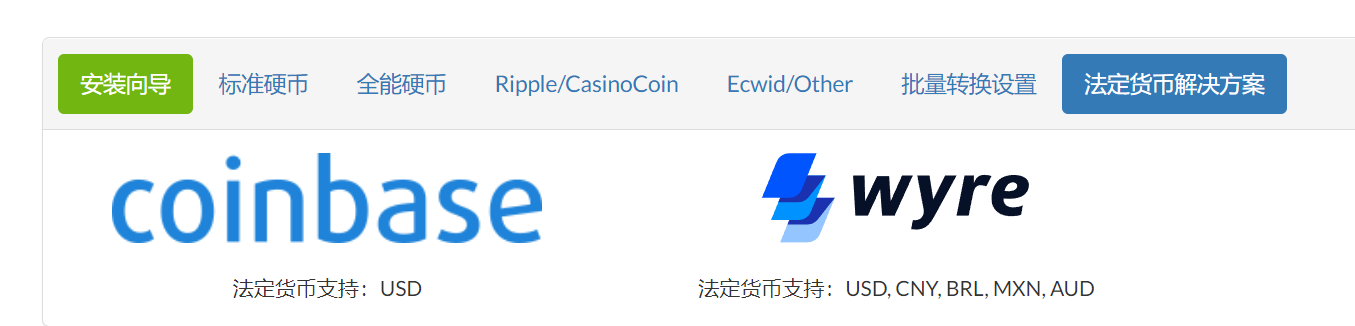 安装向导 标准硬币 全能硬币 Ripple/CasinoCoin Ecwid/Other 批量转换设置 法定货币解决方案
coinbase wyre
法定货币支持：USD 法定货币支持：USD, CNY, BRL, MXN, AUD